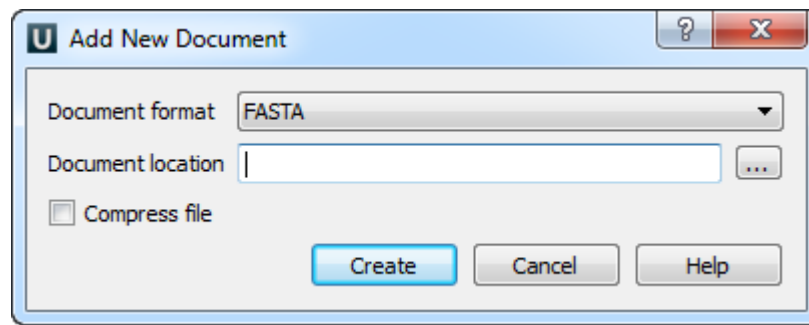 U Add New Document ? X
Document format FASTA
Document location ...
Compress file
Create Cancel Help